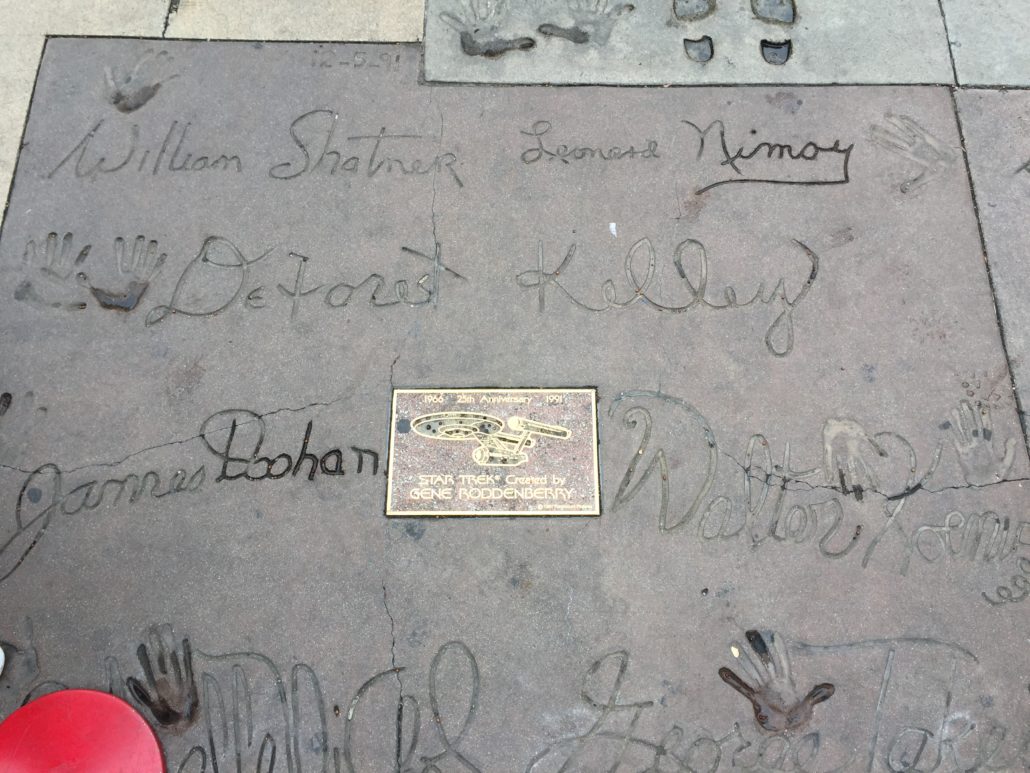 12-5-91
William Shatner Leonard Nimoy
DeForest Kelley
1966 25th Anniversary 1991
STAR TREK® Created by
GENE RODDENBERRY
James Doohan
Walter
George